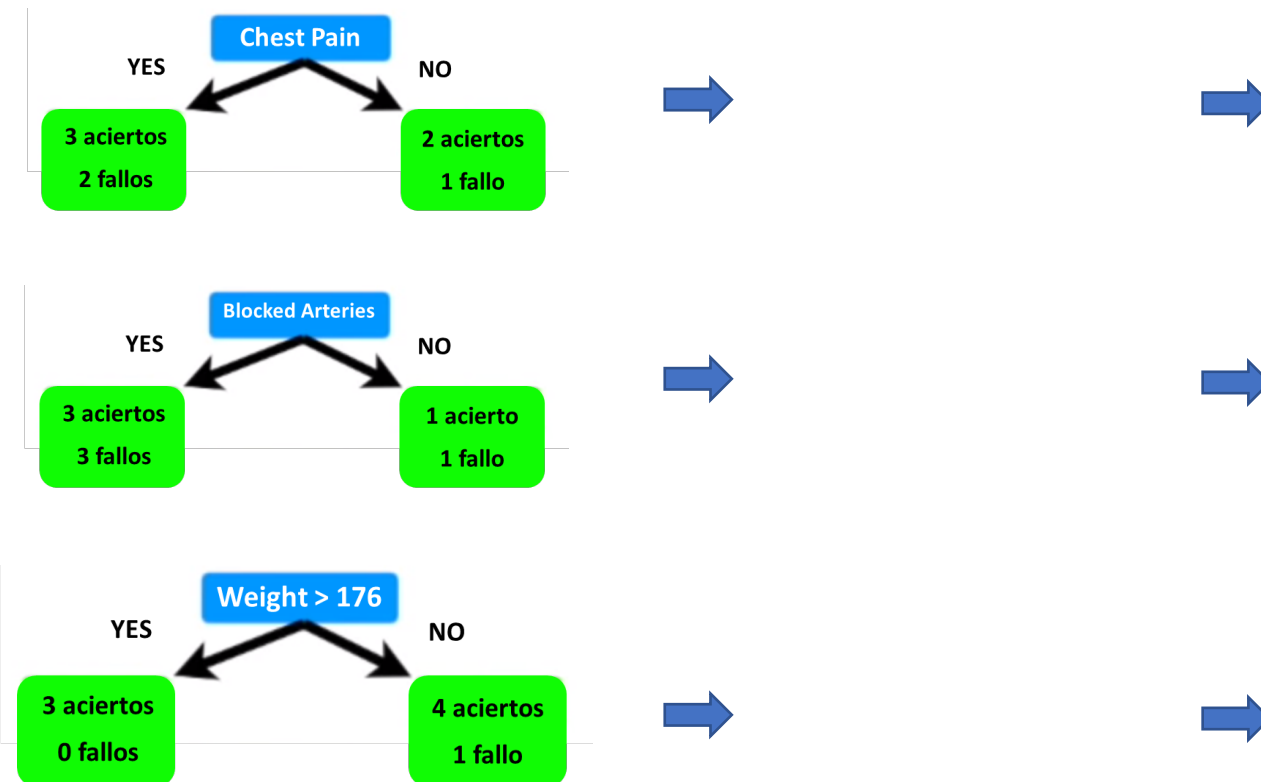 Chest Pain
YES
NO
3 aciertos
2 fallos
2 aciertos
1 fallo
Blocked Arteries
YES
NO
3 aciertos
3 fallos
1 acierto
1 fallo
Weight > 176
YES
NO
3 aciertos
0 fallos
4 aciertos
1 fallo